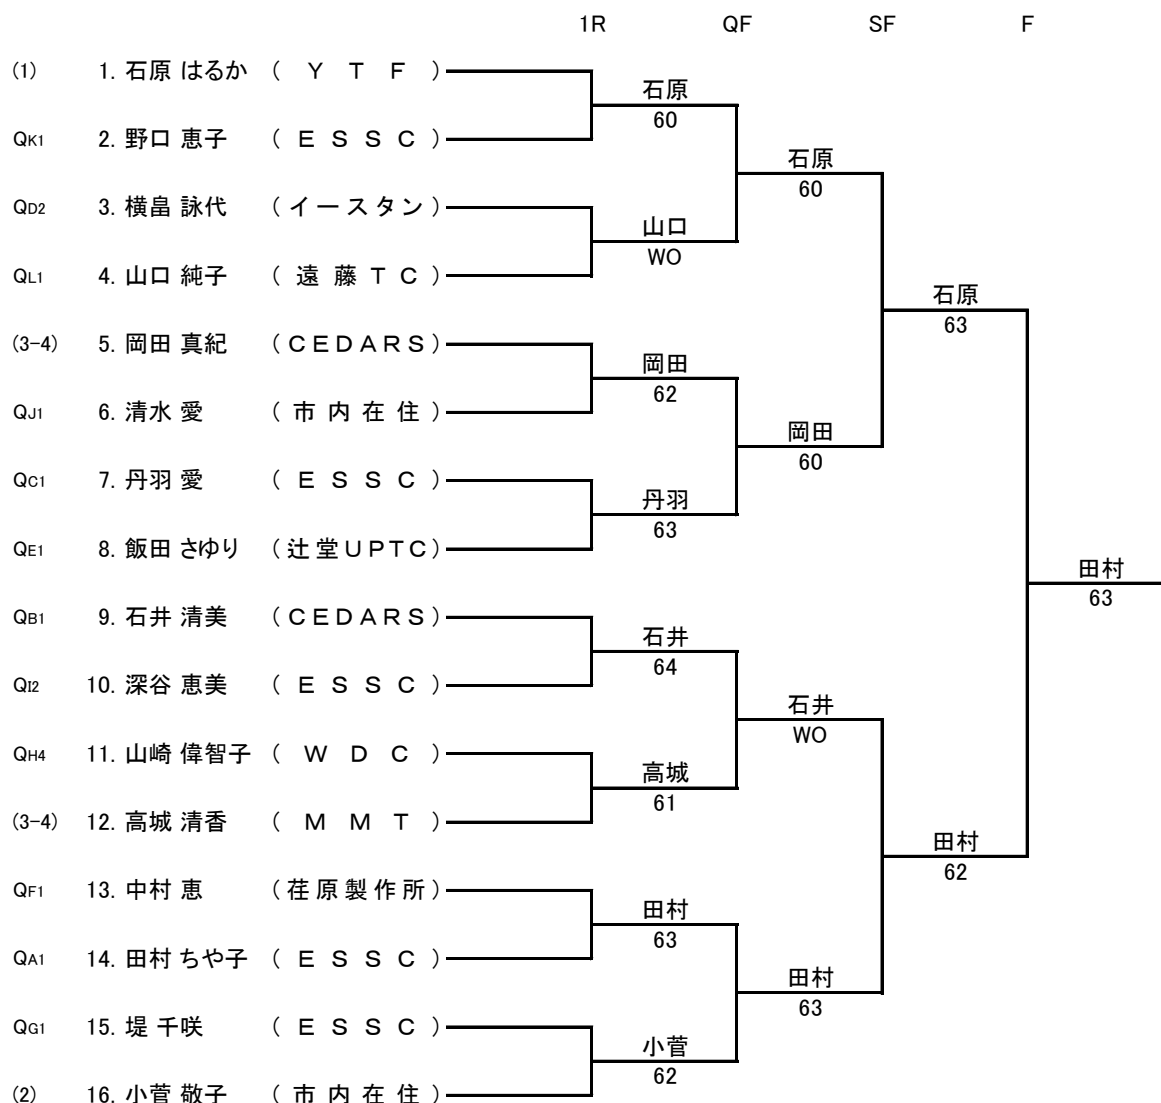 1R QF SF F
(1) 1. 石原 はるか ( Y T F )
石原
60
QK1 2. 野口 恵子 ( E S S C )
石原
60
QD2 3. 横畠 詠代 ( イースタン )
山口
WO
QL1 4. 山口 純子 ( 遠 藤 T C )
石原
63
(3-4) 5. 岡田 真紀 ( C E D A R S )
岡田
62
QJ1 6. 清水 愛 ( 市 内 在 住 )
岡田
60
QC1 7. 丹羽 愛 ( E S S C )
丹羽
63
QE1 8. 飯田 さゆり ( 辻 堂 U P T C )
田村
63
QB1 9. 石井 清美 ( C E D A R S )
石井
64
QI2 10. 深谷 恵美 ( E S S C )
石井
WO
QH4 11. 山崎 偉智子 ( W D C )
高城
61
(3-4) 12. 高城 清香 ( M M T )
田村
62
QF1 13. 中村 恵 ( 荏 原 製 作 所 )
田村
63
QA1 14. 田村 ちや子 ( E S S C )
田村
63
QG1 15. 堤 千咲 ( E S S C )
小菅
62
(2) 16. 小菅 敬子 ( 市 内 在 住 )